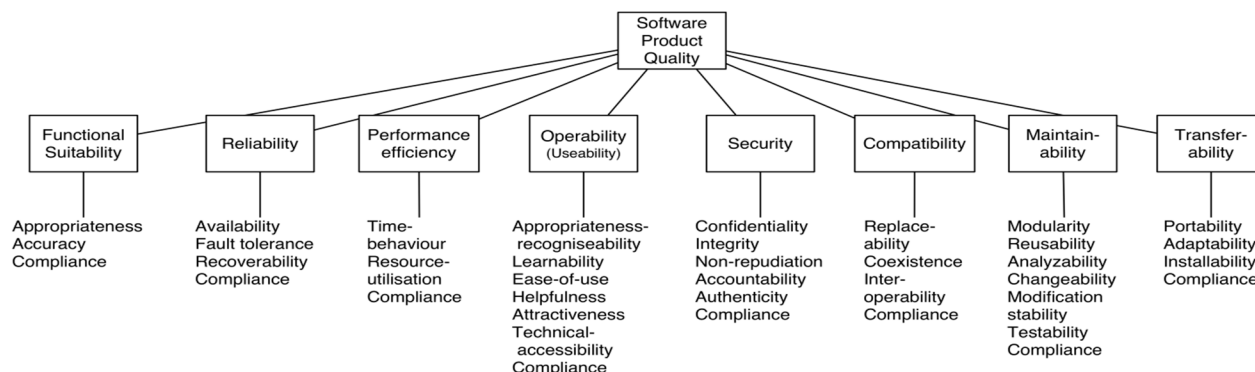 Software
Product
Quality
Functional
Suitability
Reliability
Performance
efficiency
Operability
(Useability)
Security
Compatibility
Maintain-
ability
Transfer-
ability
Appropriateness
Accuracy
Compliance
Availability
Fault tolerance
Recoverability
Compliance
Time-
behaviour
Resource-
utilisation
Compliance
Appropriateness-
recogniseability
Learnability
Ease-of-use
Helpfulness
Attractiveness
Technical-
accessibility
Compliance
Confidentiality
Integrity
Non-repudiation
Accountability
Authenticity
Compliance
Replace-
ability
Coexistence
Inter-
operability
Compliance
Modularity
Reusability
Analyzability
Changeability
Modification
stability
Testability
Compliance
Portability
Adaptability
Installability
Compliance